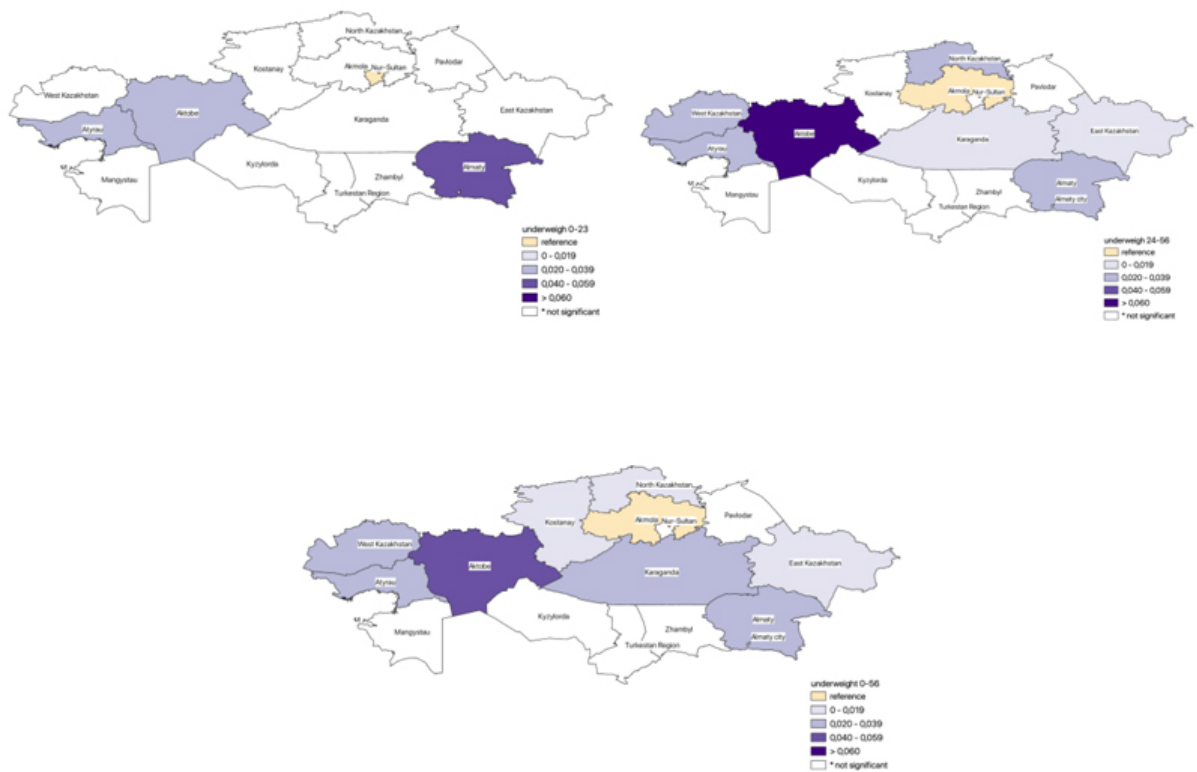 North Kazakhstan
Kostanay
Akmola
Nur-Sultan
Pavlodar
West Kazakhstan
Aktobe
Atyrau
Karaganda
East Kazakhstan
M
Mangystau
Kyzylorda
Zhambyl
Turkestan Region
Almaty
underweigh 0-23
reference
0 - 0,019
0,020 - 0,039
0,040 - 0,059
> 0,060
* not significant
North Kazakhstan
Kostanay
Akmola
Nur-Sultan
Pavlodar
West Kazakhstan
Aktobe
Atyrau
Karaganda
East Kazakhstan
M
Mangystau
Kyzylorda
Zhambyl
Turkestan Region
Almaty
Almaty city
underweigh 24-56
reference
0 - 0,019
0,020 - 0,039
0,040 - 0,059
> 0,060
* not significant
North Kazakhstan
Kostanay
Akmola
Nur-Sultan
Pavlodar
West Kazakhstan
Aktobe
Atyrau
Karaganda
East Kazakhstan
M
Mangystau
Kyzylorda
Zhambyl
Turkestan Region
Almaty
Almaty city
underweight 0-56
reference
0 - 0,019
0,020 - 0,039
0,040 - 0,059
> 0,060
* not significant